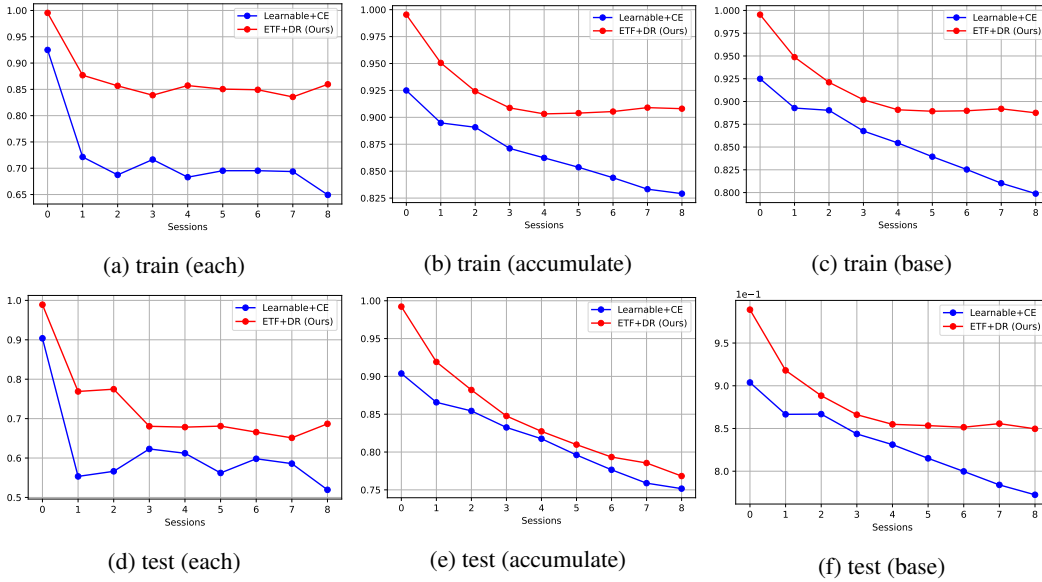 1.00
0.95
0.90
0.85
0.80
0.75
0.70
0.65
0 1 2 3 4 5 6 7 8
Sessions
Learnable+CE
ETF+DR (Ours)
(a) train (each)
1.000
0.975
0.950
0.925
0.900
0.875
0.850
0.825
0 1 2 3 4 5 6 7 8
Sessions
Learnable+CE
ETF+DR (Ours)
(b) train (accumulate)
1.000
0.975
0.950
0.925
0.900
0.875
0.850
0.825
0.800
0 1 2 3 4 5 6 7 8
Sessions
Learnable+CE
ETF+DR (Ours)
(c) train (base)
1.0
0.9
0.8
0.7
0.6
0.5
0 1 2 3 4 5 6 7 8
Sessions
Learnable+CE
ETF+DR (Ours)
(d) test (each)
1.00
0.95
0.90
0.85
0.80
0.75
0 1 2 3 4 5 6 7 8
Sessions
Learnable+CE
ETF+DR (Ours)
(e) test (accumulate)
1e−1
9.5
9.0
8.5
8.0
0 1 2 3 4 5 6 7 8
Sessions
Learnable+CE
ETF+DR (Ours)
(f) test (base)